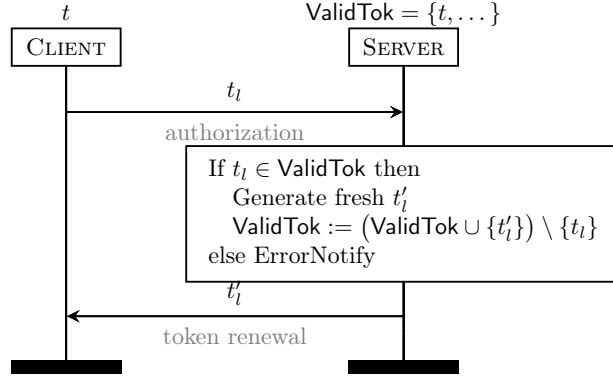 t
ValidTok = {t, . . . }
CLIENT
SERVER
t_l
authorization
If t_l ∈ ValidTok then
Generate fresh t'_l
ValidTok := (ValidTok ∪ {t'_l}) \ {t_l}
else ErrorNotify
t'_l
token renewal